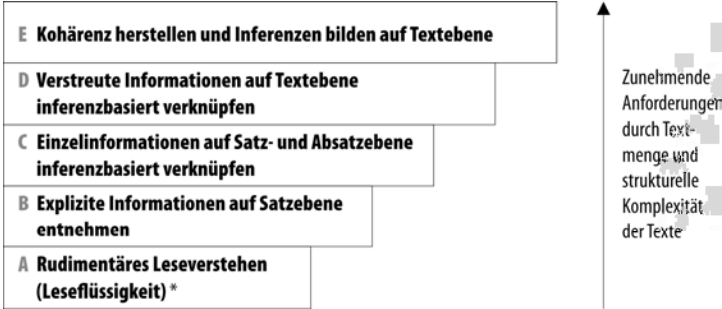 E Kohärenz herstellen und Inferenzen bilden auf Textebene
D Verstreute Informationen auf Textebene
inferenzbasiert verknüpfen
C Einzelinformationen auf Satz- und Absatzebene
inferenzbasiert verknüpfen
B Explizite Informationen auf Satzebene
entnehmen
A Rudimentäres Leseverstehen
(Leseflüssigkeit) *
Zunehmende
Anforderungen
durch Text-
menge und
strukturelle
Komplexität
der Texte